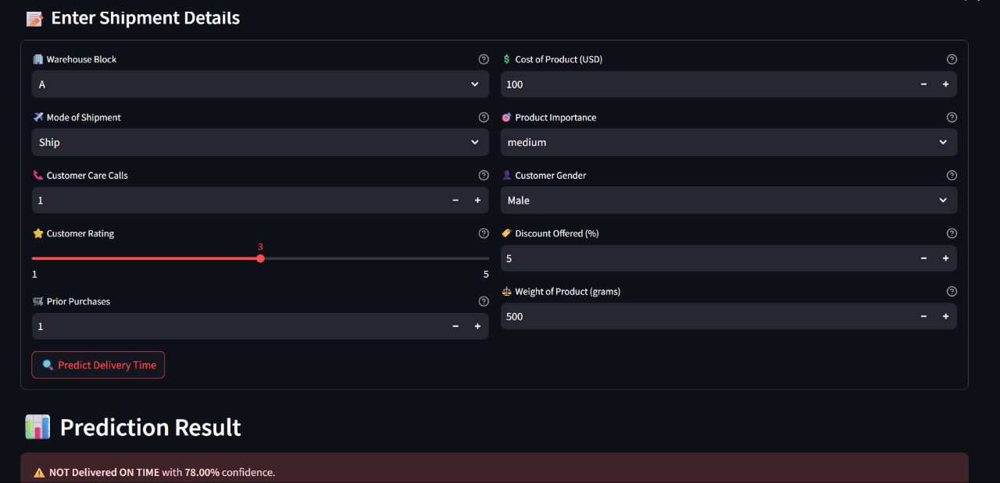 Enter Shipment Details
Warehouse Block
A
Mode of Shipment
Ship
Customer Care Calls
1
Customer Rating
3
1 5
Prior Purchases
1
Cost of Product (USD)
100
Product Importance
medium
Customer Gender
Male
Discount Offered (%)
5
Weight of Product (grams)
500
Predict Delivery Time
Prediction Result
NOT Delivered ON TIME with 78.00% confidence.